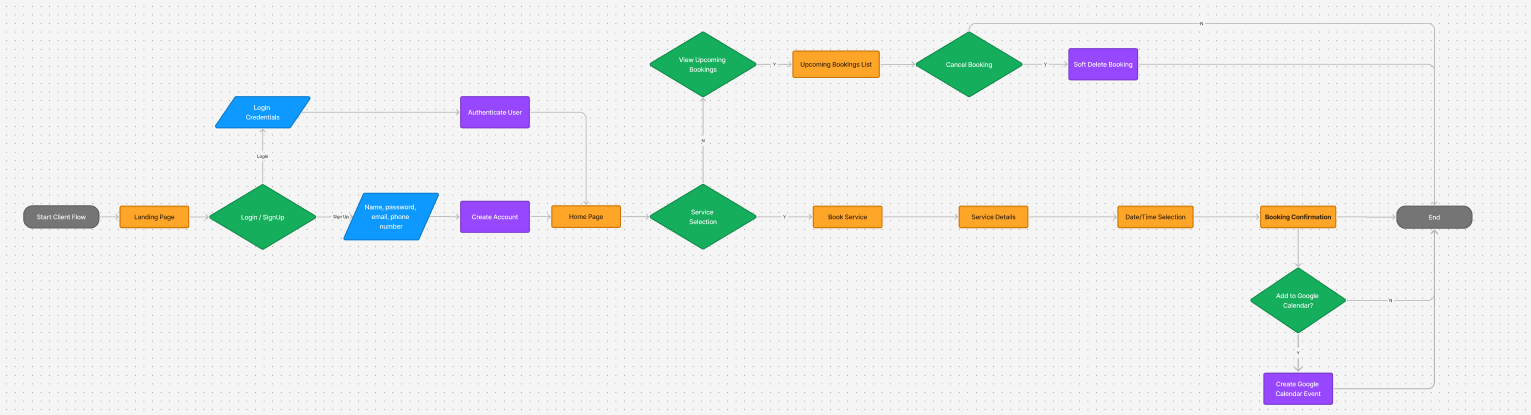 N
View Upcoming
Bookings
Y
Upcoming Bookings List
Cancel Booking
Y
Soft Delete Booking
Login
Credentials
Authenticate User
Login
N
Start Client Flow
Landing Page
Login / SignUp
Sign Up
Name, password,
email, phone
number
Create Account
Home Page
Service
Selection
Y
Book Service
Service Details
Date/Time Selection
Booking Confirmation
End
Add to Google
Calendar?
N
Y
Create Google
Calendar Event